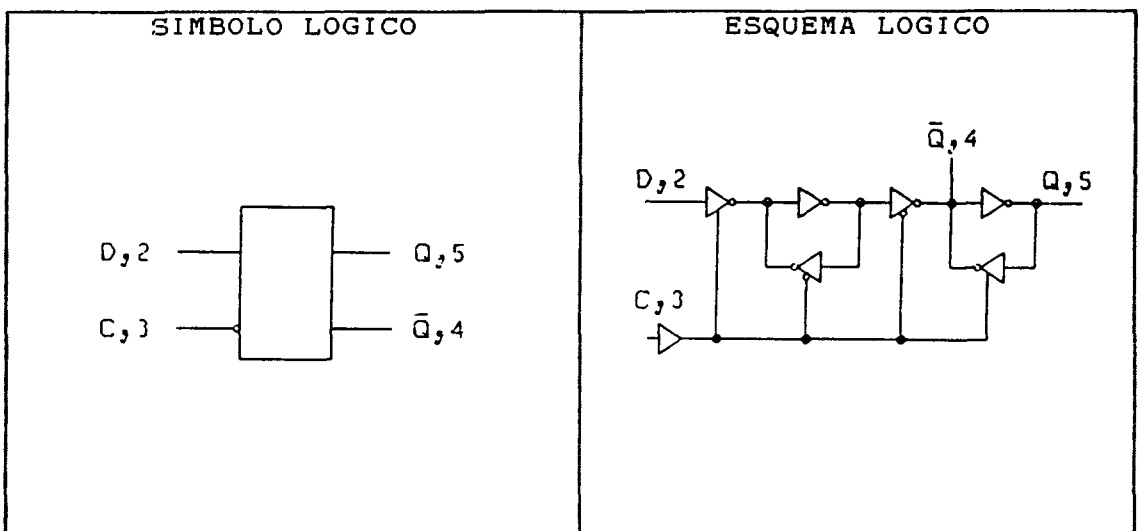 SIMBOLO LOGICO
D,2
C,3
Q,5
Q̄,4
ESQUEMA LOGICO
Q̄,4
D,2
Q,5
C,3